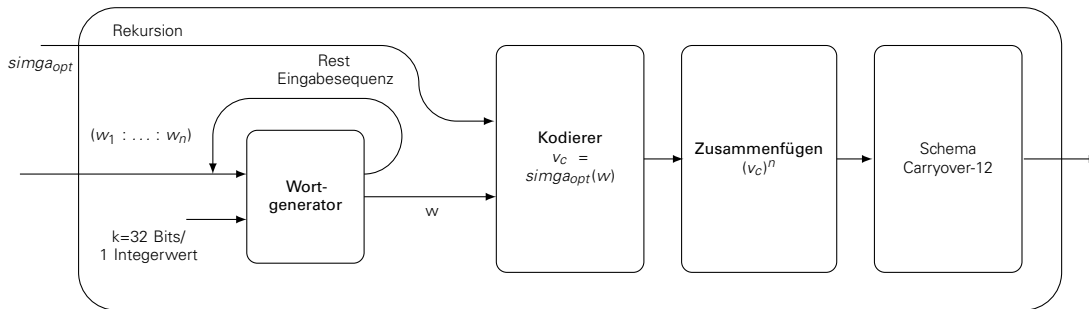 Rekursion
simga_opt
Rest
Eingabesequenz
(w_1 : ... : w_n)
Wort-
generator
w
k=32 Bits/
1 Integerwert
Kodierer
v_c =
simga_opt(w)
Zusammenfügen
(v_c)^n
Schema
Carryover-12